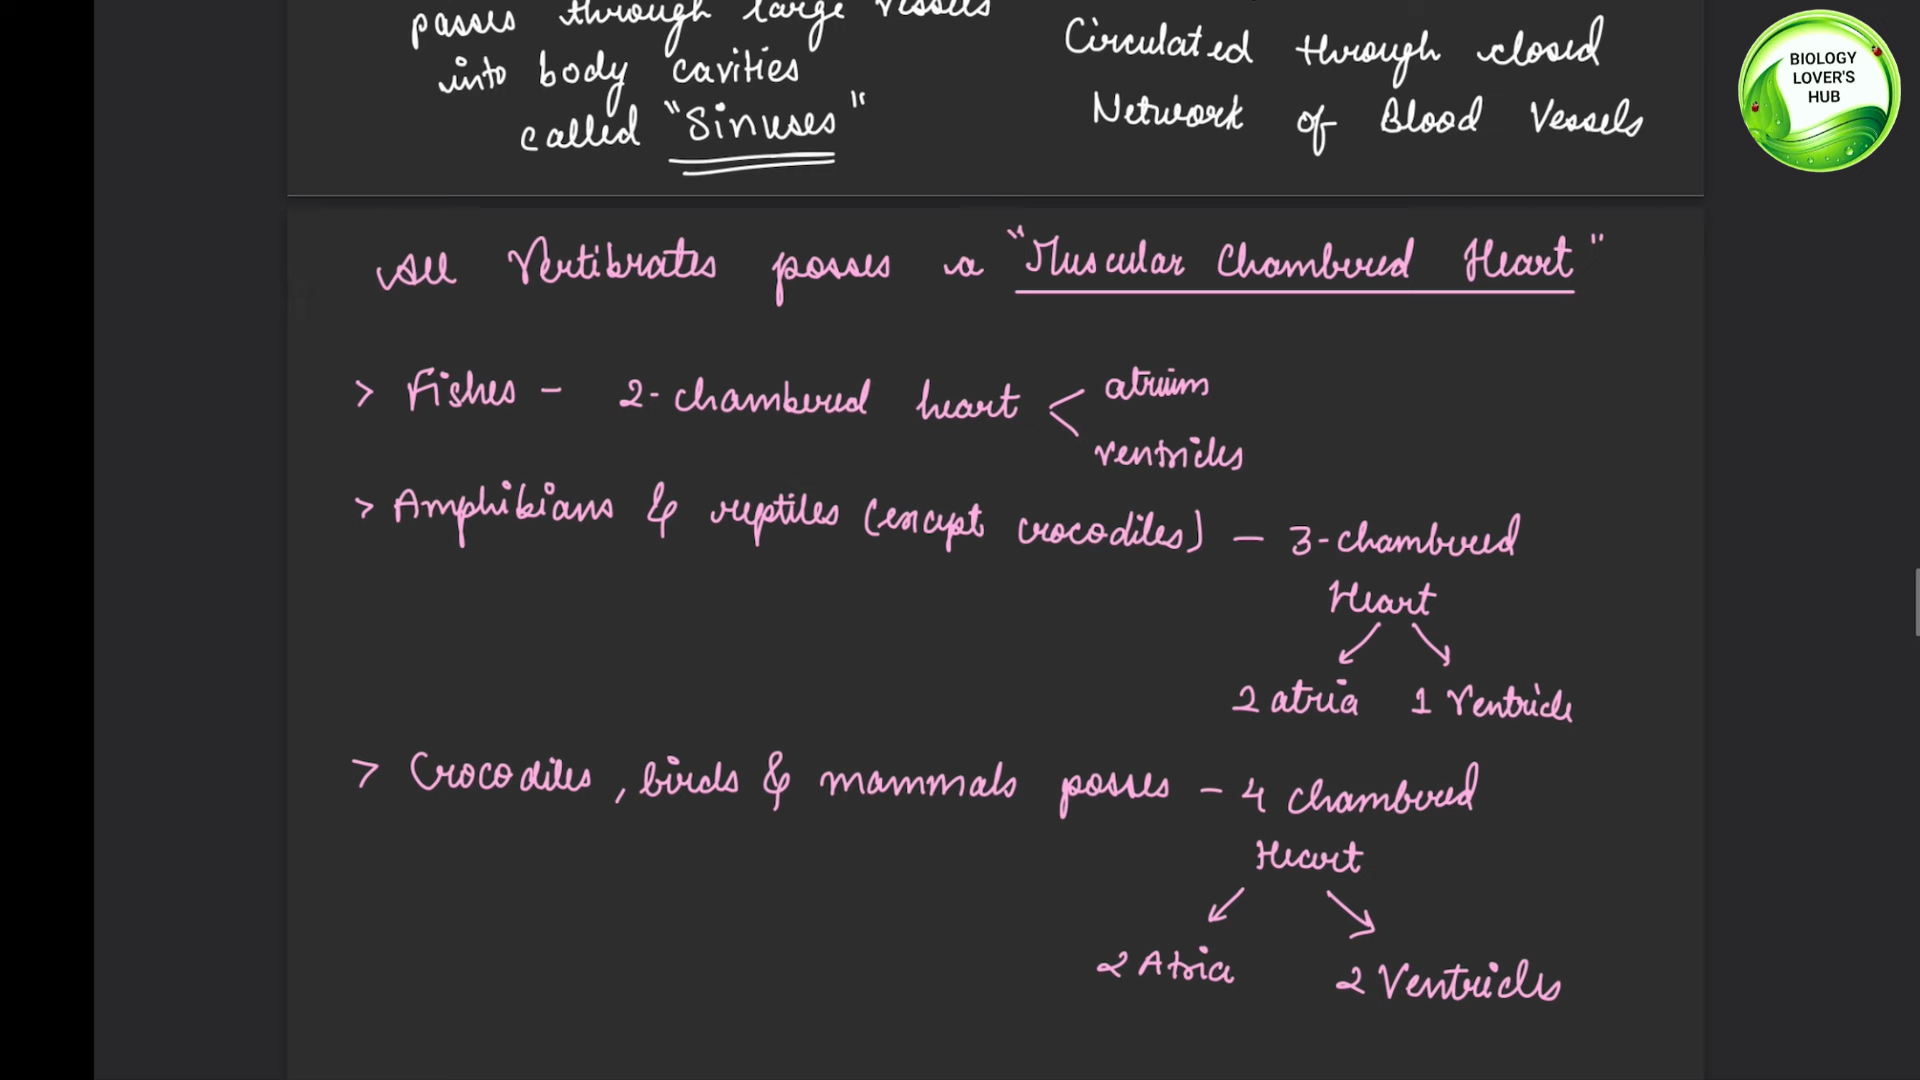 passes through large vessels
into body cavities
called "Sinuses"
Circulated through closed
Network of Blood Vessels
BIOLOGY
LOVER'S
HUB
All Vertibrates posses a "Muscular Chambered Heart"
> Fishes - 2-chambered heart < atrium
ventricles
> Amphibians & reptiles (except crocodiles) - 3-chambered
Heart
2 atria 1 Ventricle
> Crocodiles, birds & mammals posses - 4 chambered
Heart
2 Atria 2 Ventricles